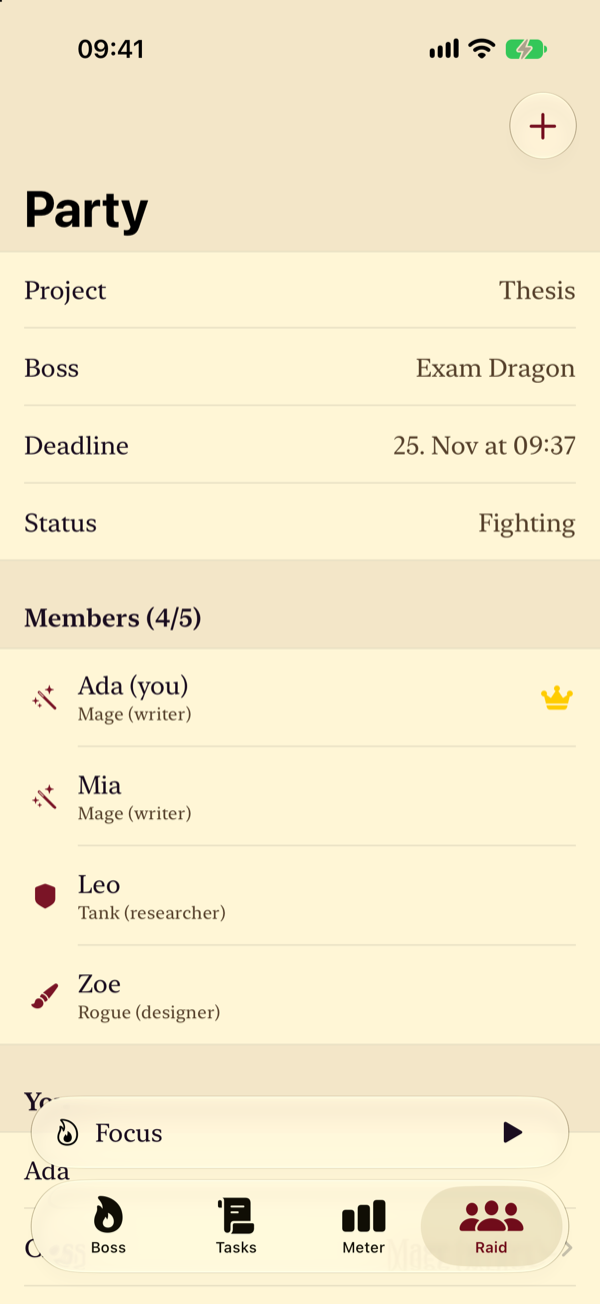 09:41
Party
Project Thesis
Boss Exam Dragon
Deadline 25. Nov at 09:37
Status Fighting
Members (4/5)
Ada (you)
Mage (writer)
Mia
Mage (writer)
Leo
Tank (researcher)
Zoe
Rogue (designer)
Focus
Ada
Boss Tasks Meter Raid